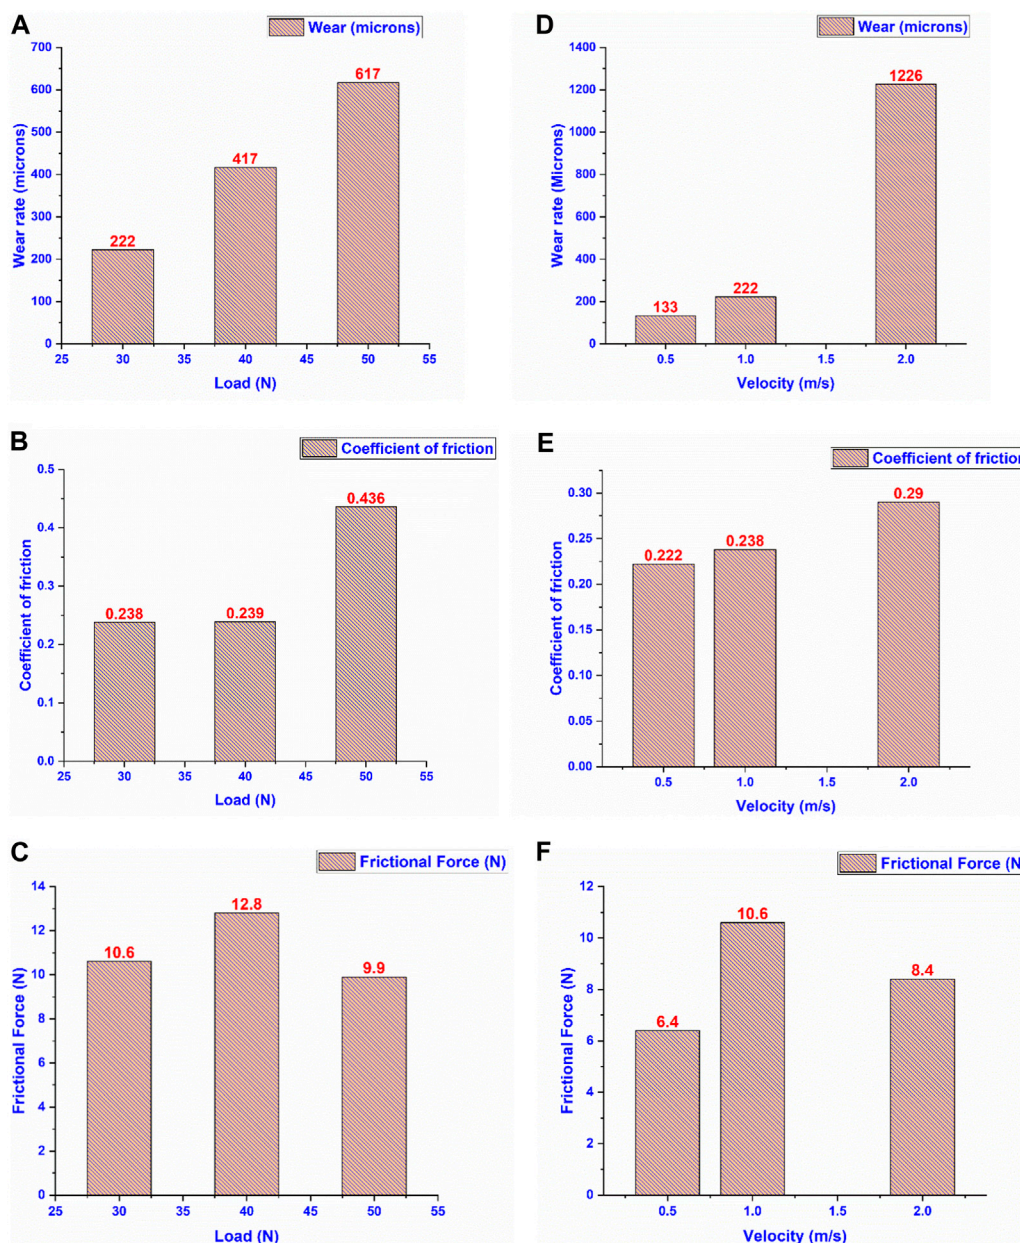 A
Wear (microns)
700
600
500
400
300
200
100
0
222
417
617
25 30 35 40 45 50 55
Wear rate (microns)
Load (N)
D
Wear (microns)
1400
1200
1000
800
600
400
200
0
133
222
1226
0.5 1.0 1.5 2.0
Wear rate (Microns)
Velocity (m/s)
B
Coefficient of friction
0.5
0.4
0.3
0.2
0.1
0.0
0.238
0.239
0.436
25 30 35 40 45 50 55
Coefficient of friction
Load (N)
E
Coefficient of friction
0.30
0.25
0.20
0.15
0.10
0.05
0.00
0.222
0.238
0.29
0.5 1.0 1.5 2.0
Coefficient of friction
Velocity (m/s)
C
Frictional Force (N)
14
12
10
8
6
4
2
0
10.6
12.8
9.9
25 30 35 40 45 50 55
Frictional Force (N)
Load (N)
F
Frictional Force (N
12
10
8
6
4
2
0
6.4
10.6
8.4
0.5 1.0 1.5 2.0
Frictional Force (N)
Velocity (m/s)